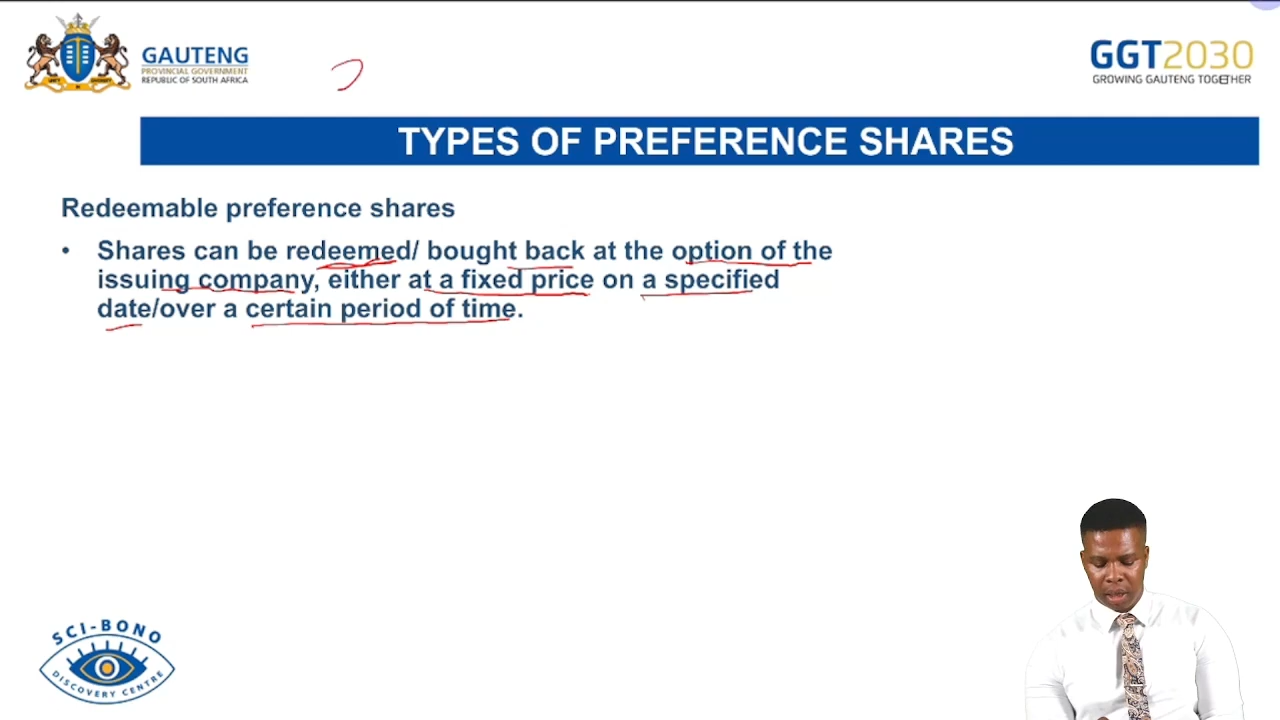 GAUTENG
PROVINCIAL GOVERNMENT
REPUBLIC OF SOUTH AFRICA
GGT2030
GROWING GAUTENG TOGETHER
TYPES OF PREFERENCE SHARES
Redeemable preference shares
• Shares can be redeemed/ bought back at the option of the
issuing company, either at a fixed price on a specified
date/over a certain period of time.
SCI-BONO
DISCOVERY CENTRE